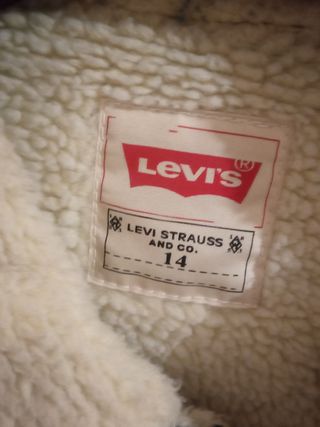 LEVI'S®
LEVI STRAUSS
AND CO.
14